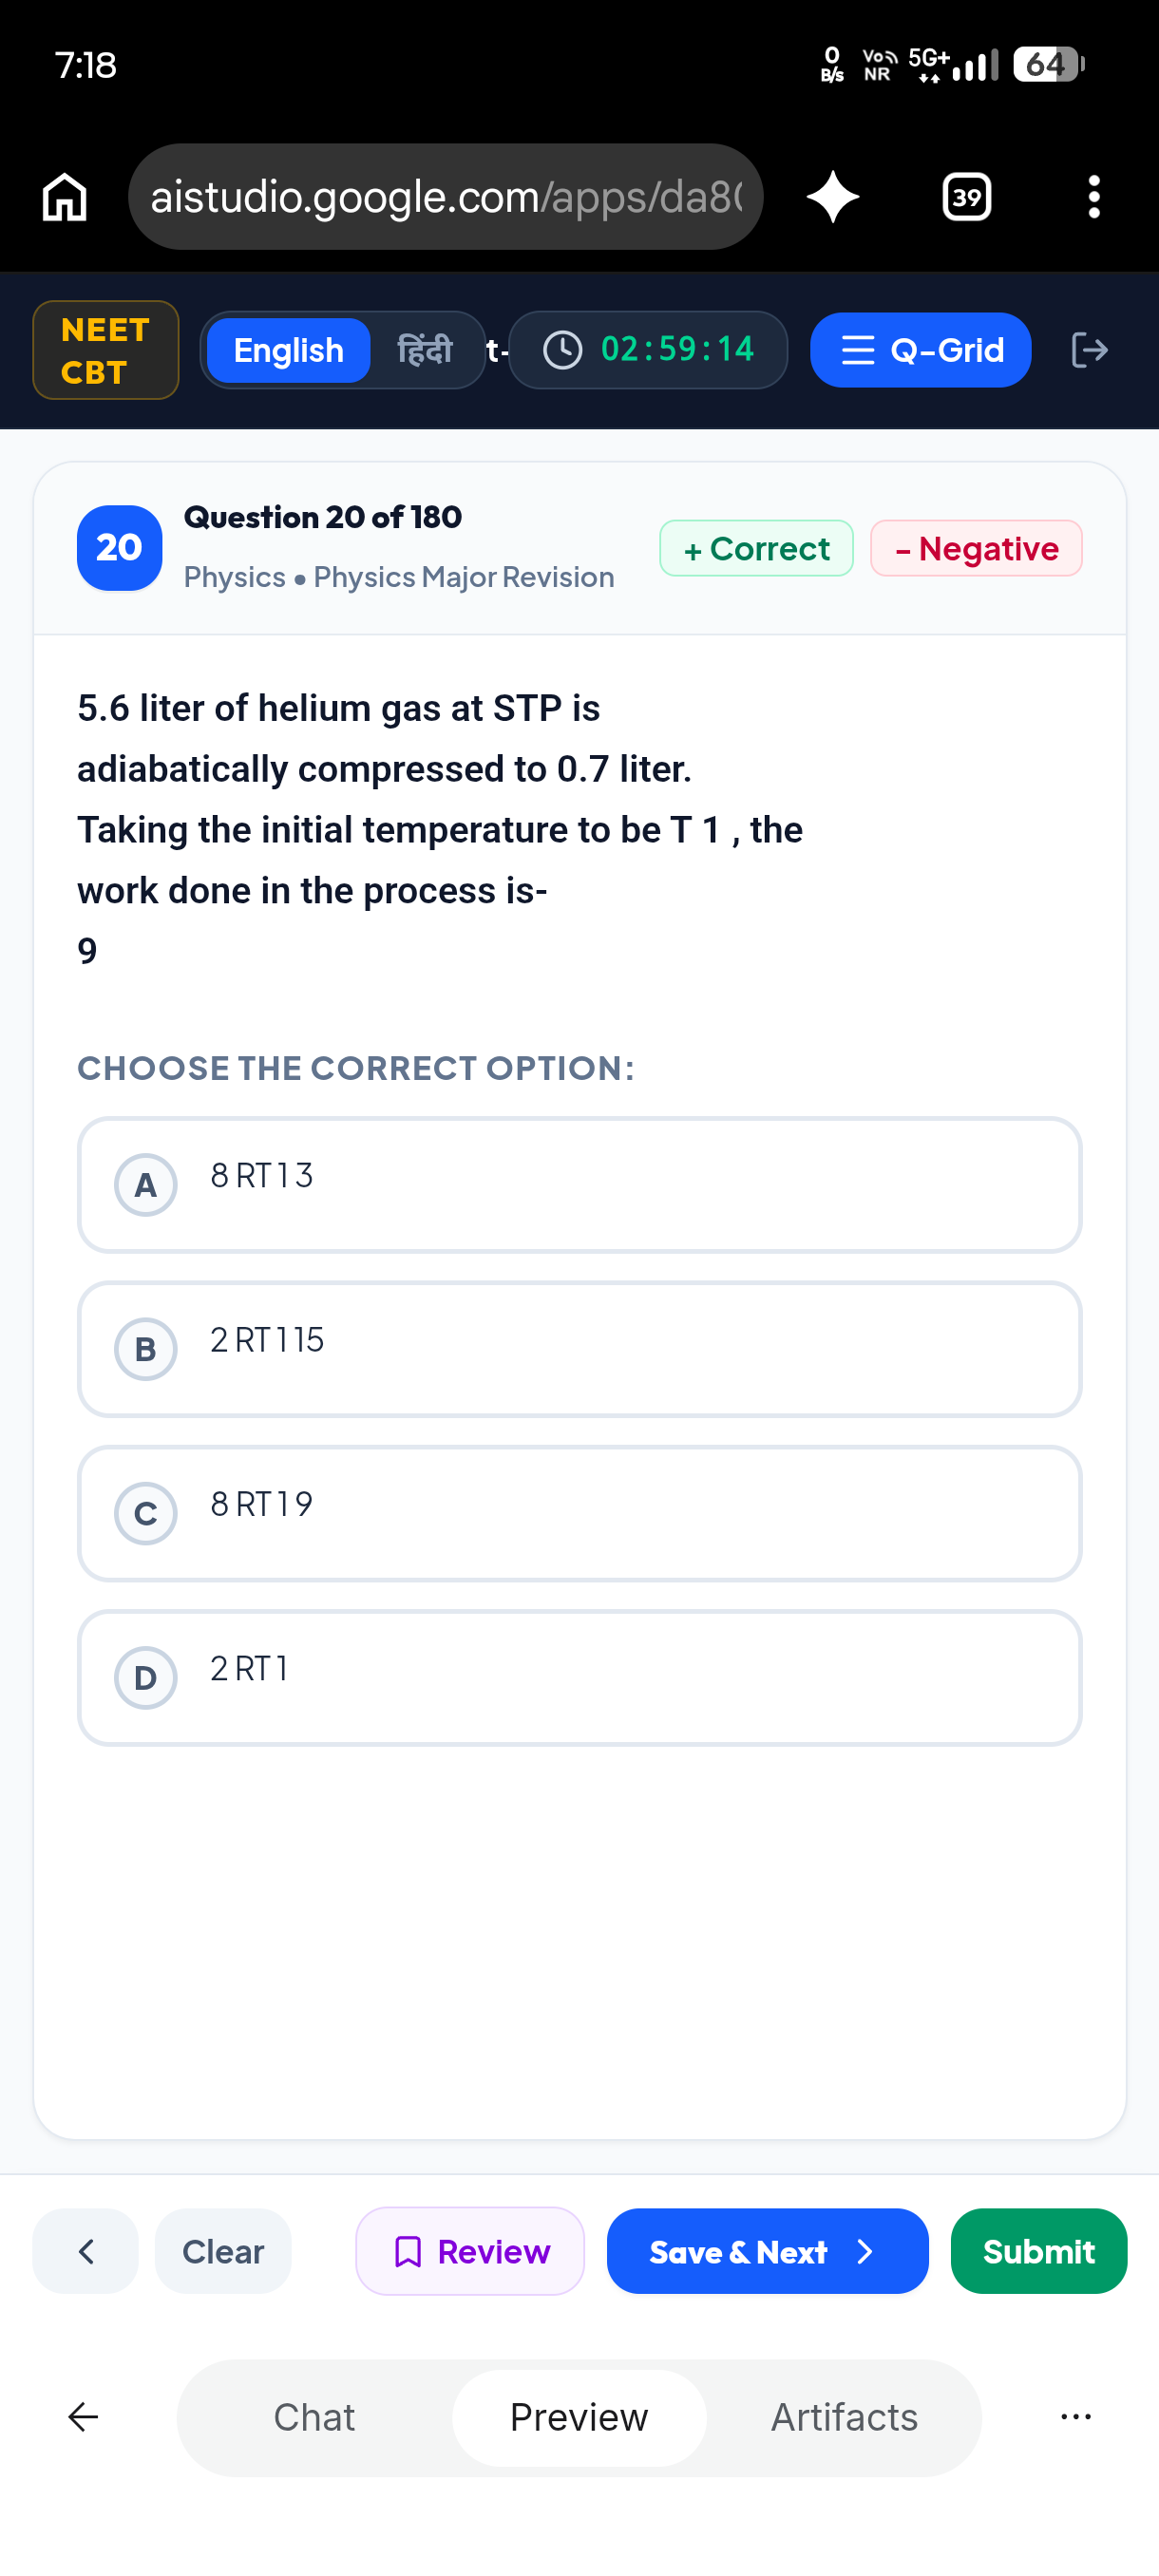 7:18
0
B/s
Vo
NR
5G+
64
aistudio.google.com/apps/da8
39
NEET
CBT
English
हिंदी
t-
02:59:14
Q-Grid
20
Question 20 of 180
Physics • Physics Major Revision
+ Correct
- Negative
5.6 liter of helium gas at STP is
adiabatically compressed to 0.7 liter.
Taking the initial temperature to be T 1 , the
work done in the process is-
9
CHOOSE THE CORRECT OPTION:
A
8 RT 1 3
B
2 RT 1 15
C
8 RT 1 9
D
2 RT 1
Clear
Review
Save & Next
Submit
Chat
Preview
Artifacts